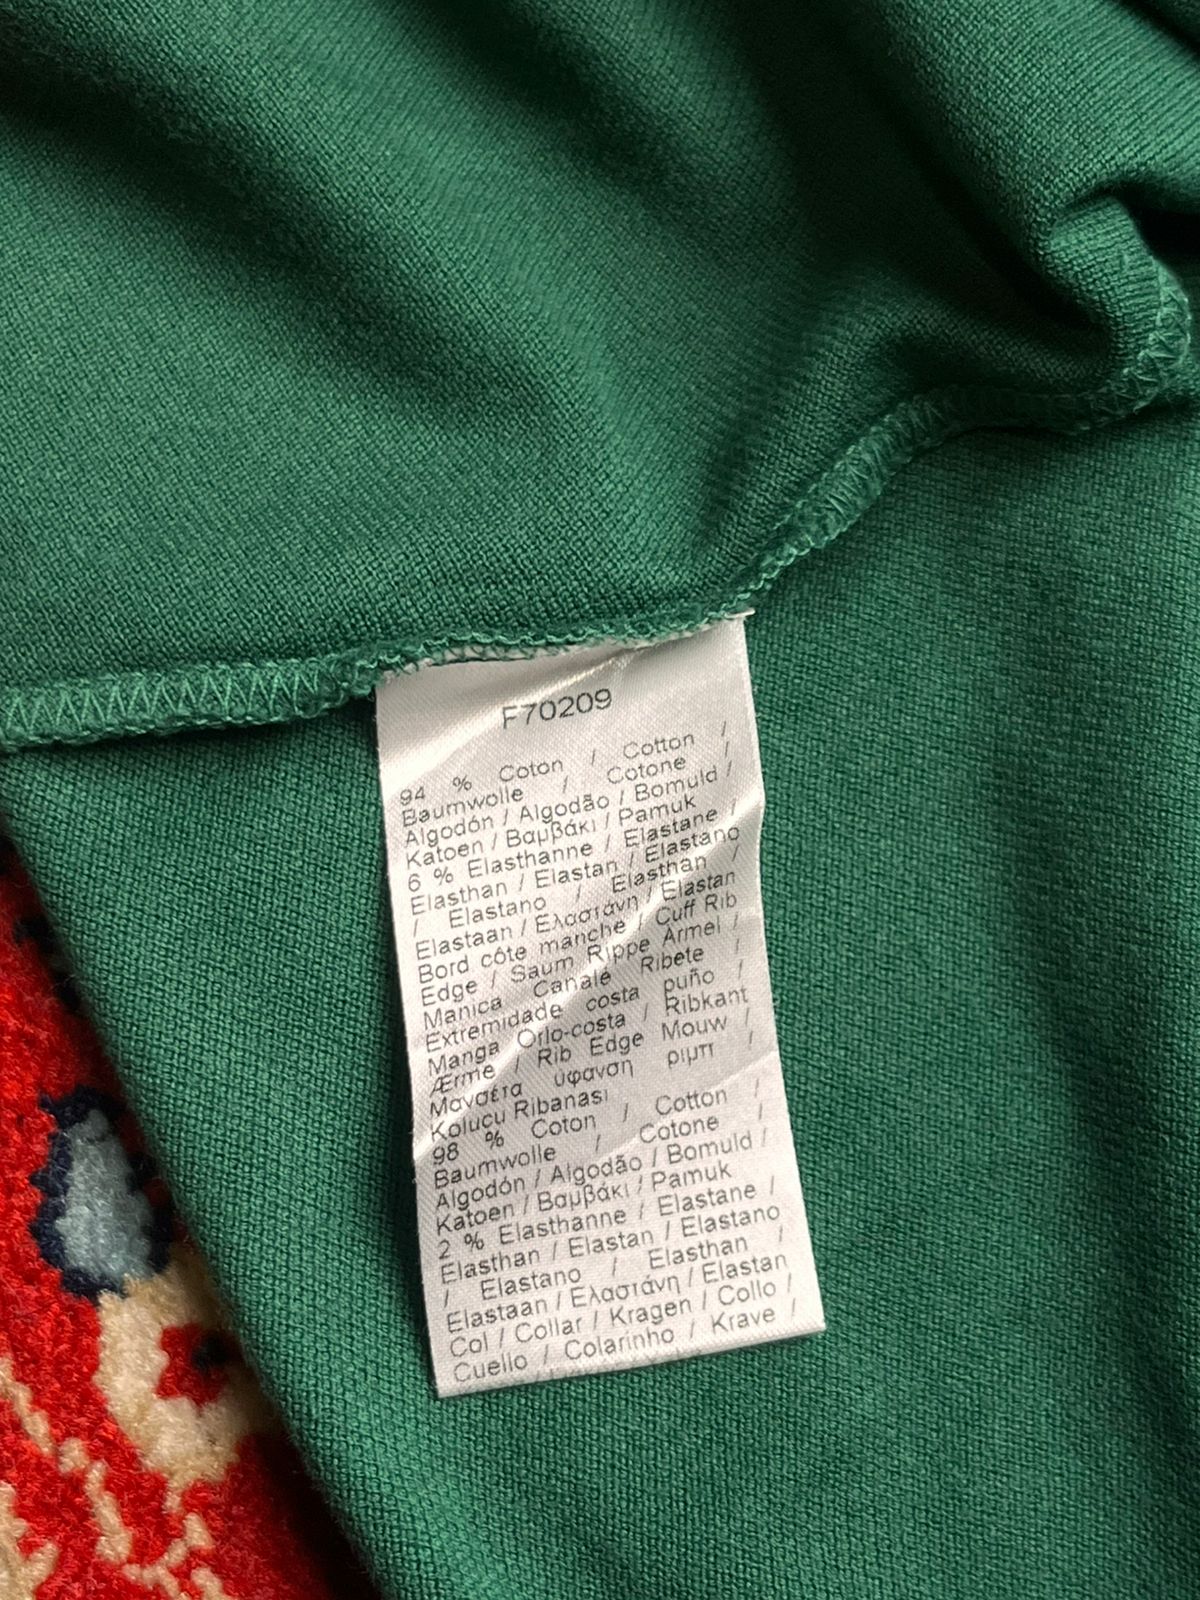 F70209
94 % Coton / Cotton /
Baumwolle / Cotone /
Algodón / Algodão / Bomuld /
Katoen / Βαμβάκι / Pamuk
6 % Elasthanne / Elastane /
Elasthan / Elastan / Elastano
/ Elastano / Elasthan /
Elastaan / Ελαστάνη / Elastan
Bord côte manche / Cuff Rib
Edge / Saum Rippe Armel /
Manica Canalé Ribete /
Extremidade costa puño /
Manga Orlo-costa / Ribkant
Ærme / Rib Edge Mouw /
Μανσέτα ύφανση ριμπ /
Kolucu Ribanasi
98 % Coton / Cotton /
Baumwolle / Cotone /
Algodón / Algodão / Bomuld /
Katoen / Βαμβάκι / Pamuk
2 % Elasthanne / Elastane /
Elasthan / Elastan / Elastano
/ Elastano / Elasthan /
Elastaan / Ελαστάνη / Elastan
Col / Collar / Kragen / Collo /
Cuello / Colarinho / Krave /